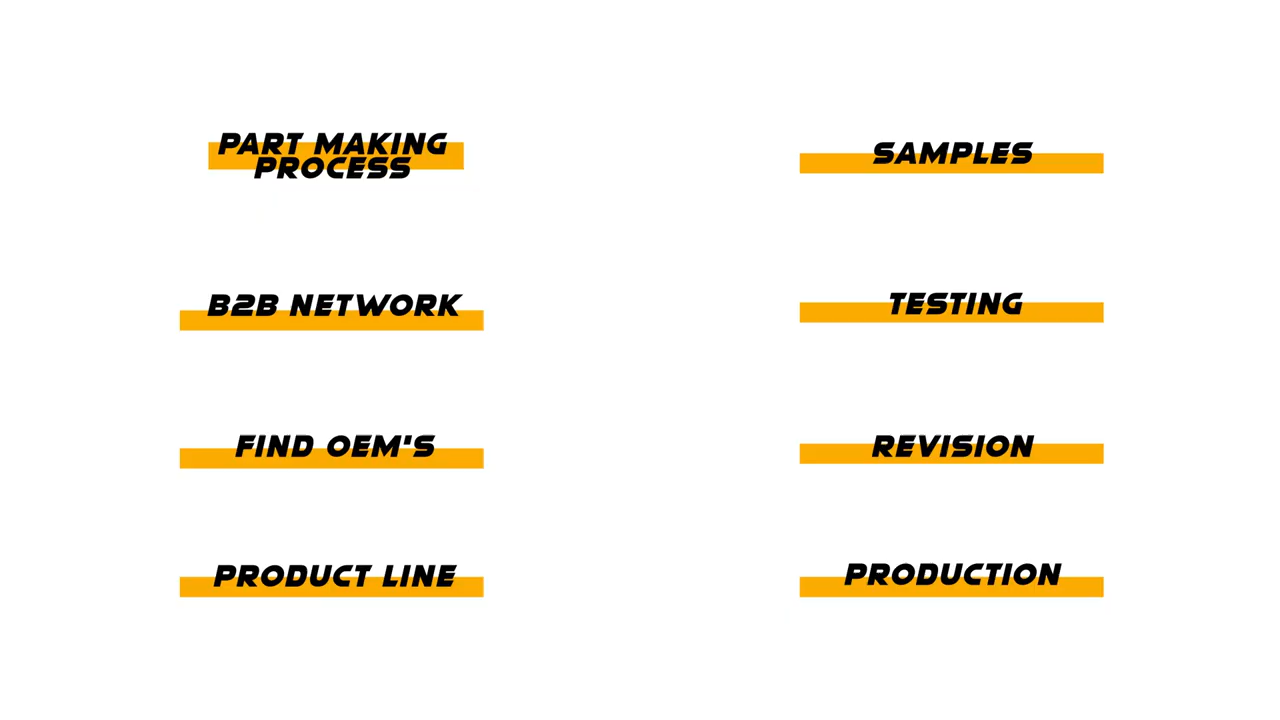 PART MAKING
PROCESS
B2B NETWORK
FIND OEM'S
PRODUCT LINE
SAMPLES
TESTING
REVISION
PRODUCTION